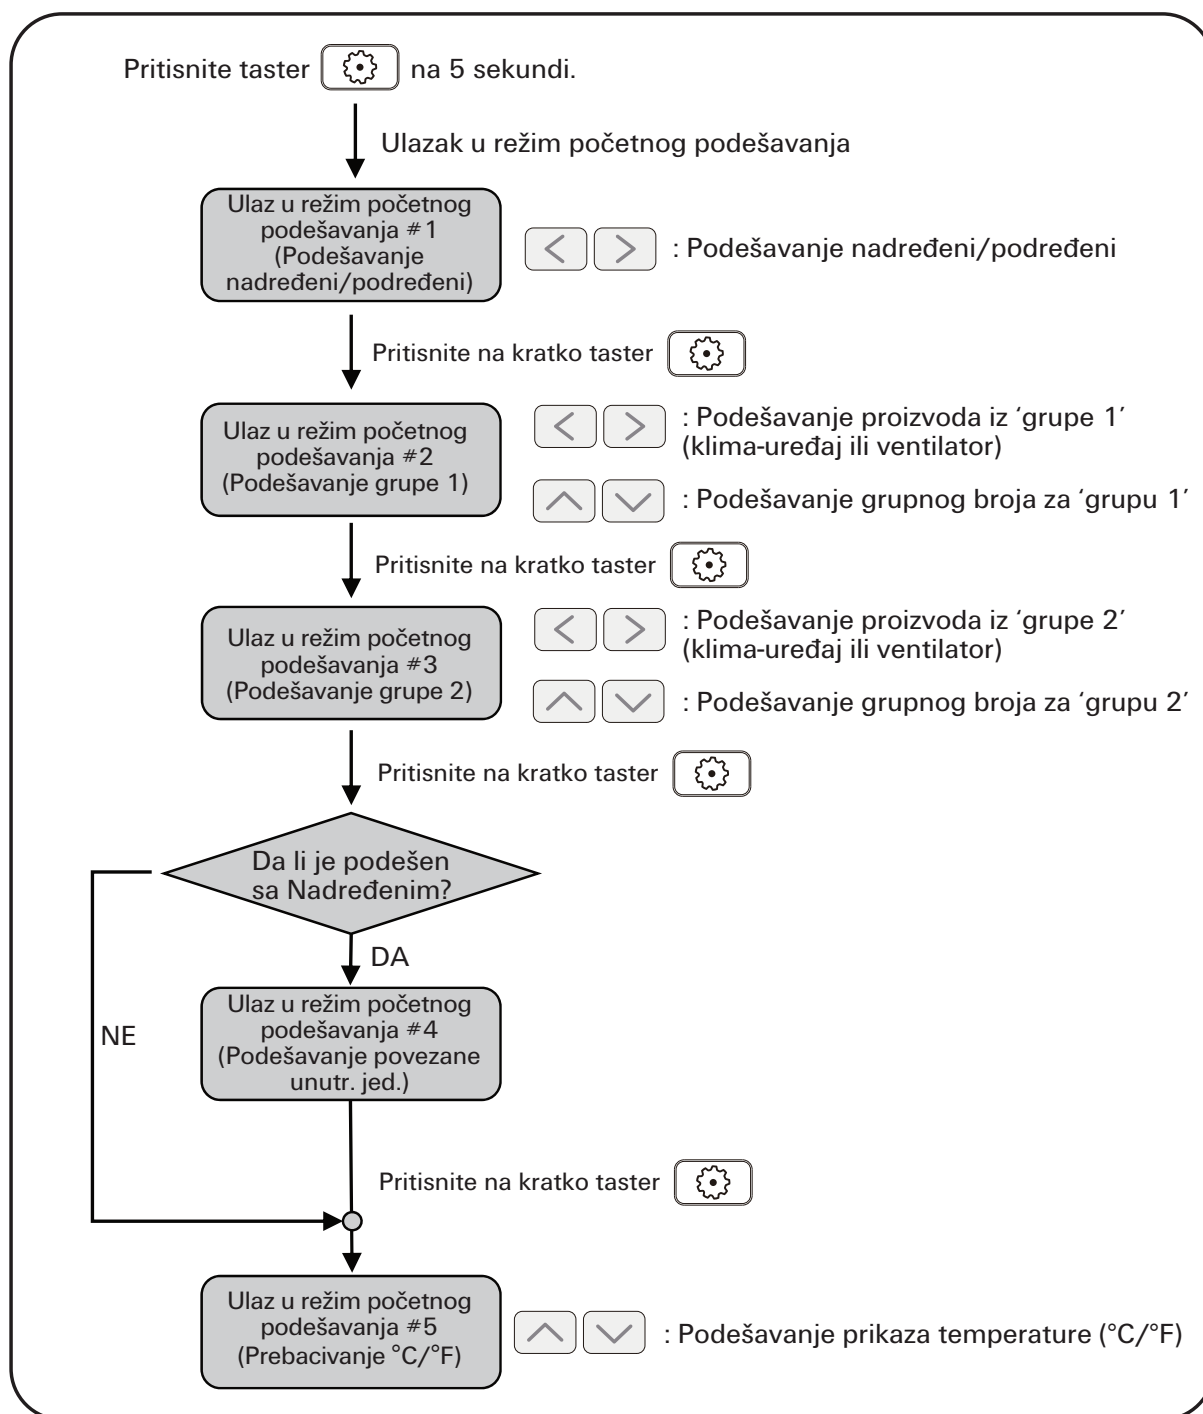 Pritisnite taster na 5 sekundi.
Ulazak u režim početnog podešavanja
Ulaz u režim početnog
podešavanja #1
(Podešavanje
nadređeni/podređeni)
: Podešavanje nadređeni/podređeni
Pritisnite na kratko taster
Ulaz u režim početnog
podešavanja #2
(Podešavanje grupe 1)
: Podešavanje proizvoda iz ‘grupe 1’
(klima-uređaj ili ventilator)
: Podešavanje grupnog broja za ‘grupu 1’
Pritisnite na kratko taster
Ulaz u režim početnog
podešavanja #3
(Podešavanje grupe 2)
: Podešavanje proizvoda iz ‘grupe 2’
(klima-uređaj ili ventilator)
: Podešavanje grupnog broja za ‘grupu 2’
Pritisnite na kratko taster
Da li je podešen
sa Nadređenim?
DA
NE
Ulaz u režim početnog
podešavanja #4
(Podešavanje povezane
unutr. jed.)
Pritisnite na kratko taster
Ulaz u režim početnog
podešavanja #5
(Prebacivanje °C/°F)
: Podešavanje prikaza temperature (°C/°F)